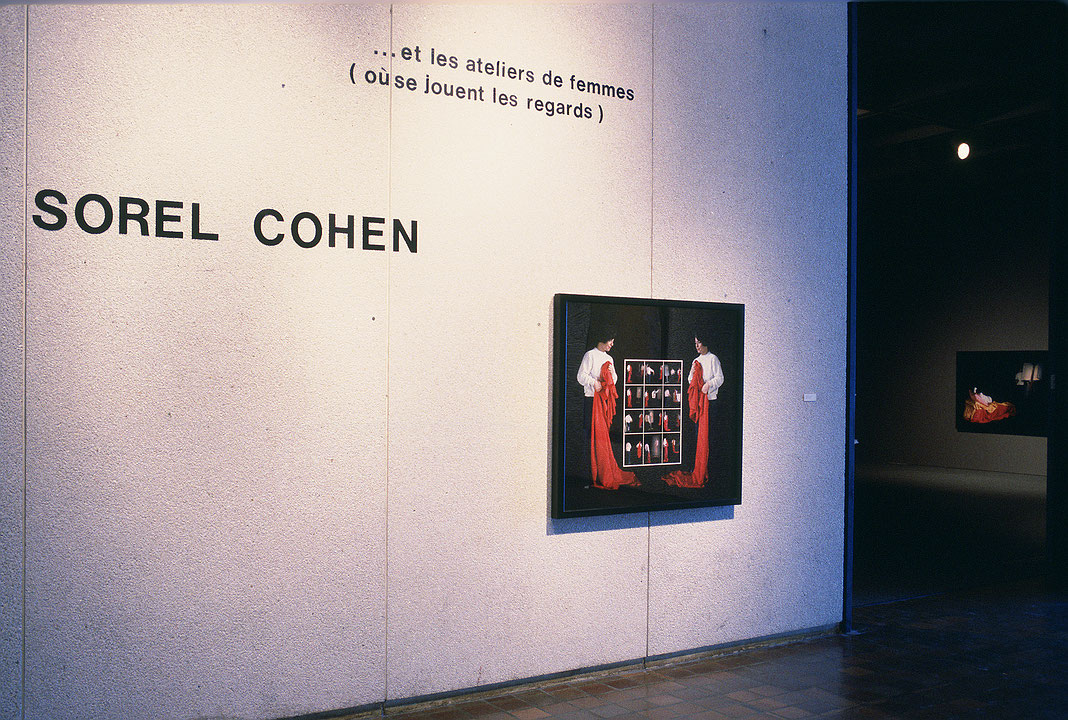 ...et les ateliers de femmes
(où se jouent les regards)
SOREL COHEN